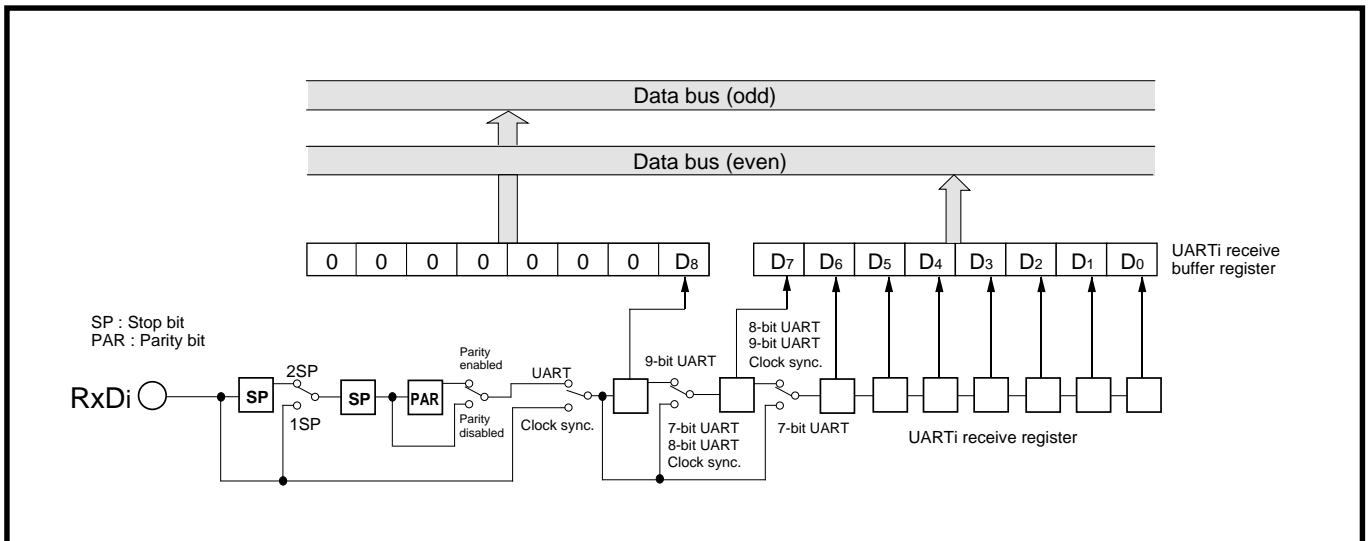 Data bus (odd)
Data bus (even)
0 0 0 0 0 0 0 D8
D7 D6 D5 D4 D3 D2 D1 D0
UARTi receive
buffer register
SP : Stop bit
PAR : Parity bit
RxDi
SP
2SP
1SP
SP
PAR
Parity
enabled
Parity
disabled
UART
Clock sync.
9-bit UART
7-bit UART
8-bit UART
Clock sync.
8-bit UART
9-bit UART
Clock sync.
7-bit UART
UARTi receive register